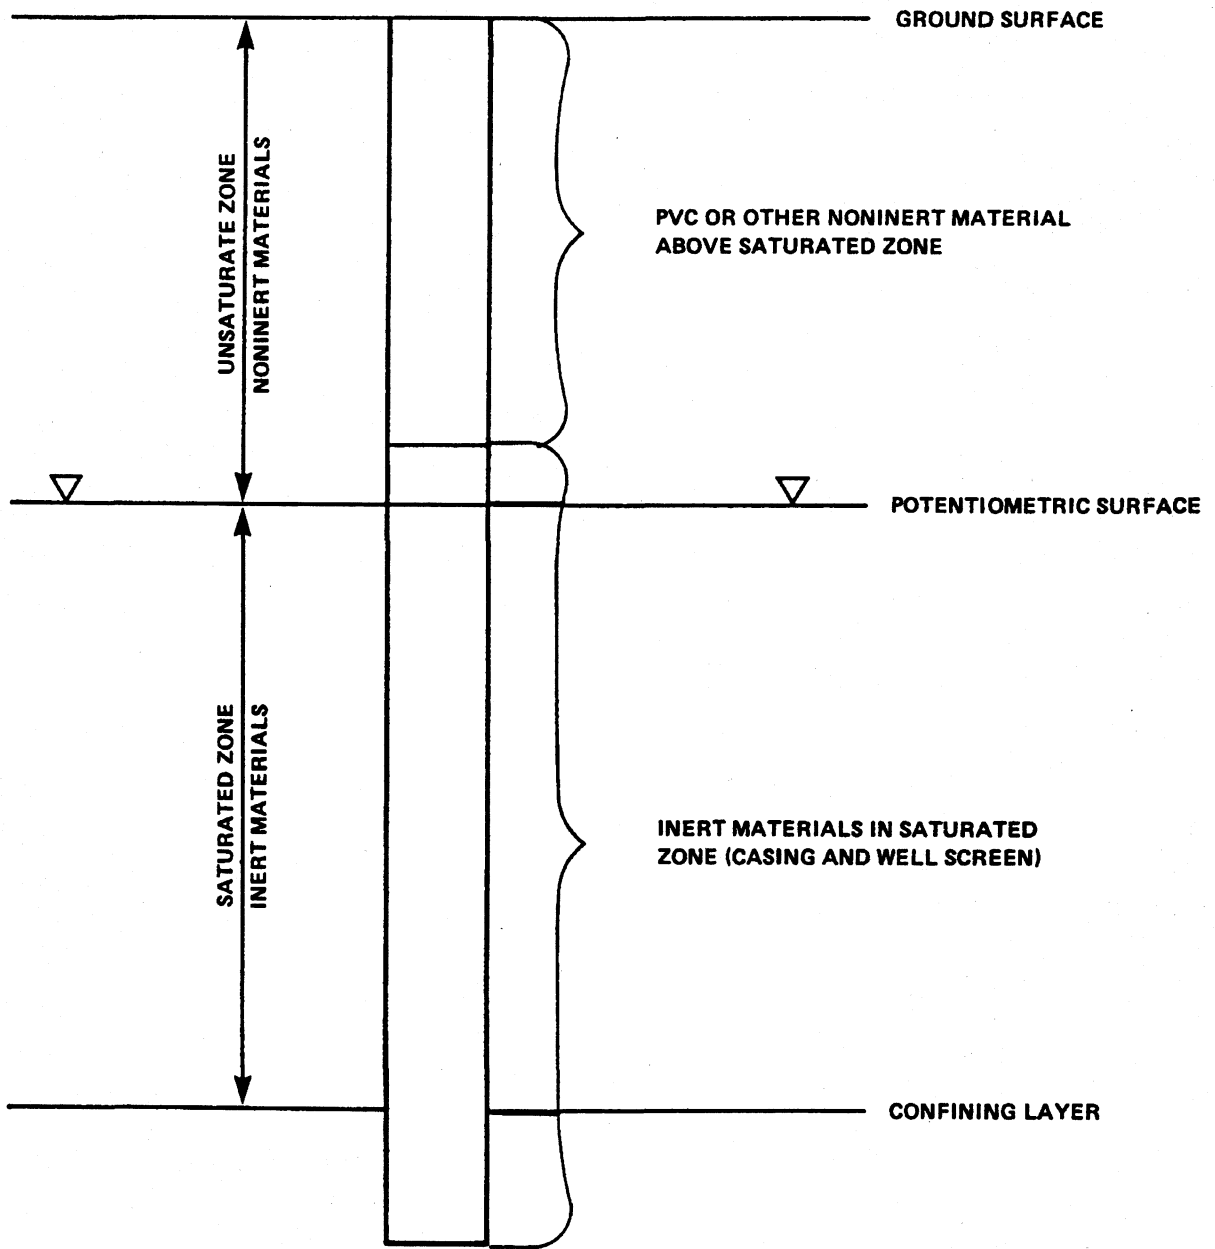 GROUND SURFACE
UNSATURATE ZONE
NONINERT MATERIALS
PVC OR OTHER NONINERT MATERIAL
ABOVE SATURATED ZONE
POTENTIOMETRIC SURFACE
SATURATED ZONE
INERT MATERIALS
INERT MATERIALS IN SATURATED
ZONE (CASING AND WELL SCREEN)
CONFINING LAYER